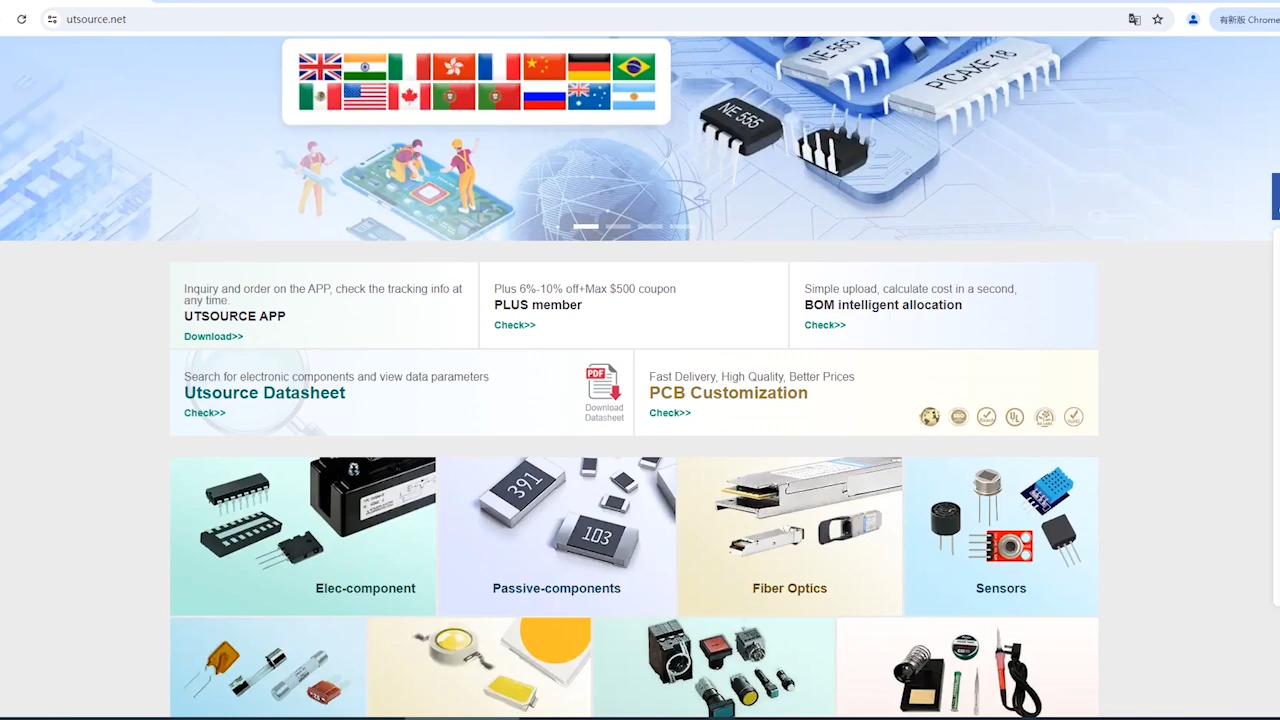 utsource.net
有新版 Chrome
NE 555
PICAXE-18
NE 555
Inquiry and order on the APP, check the tracking info at
any time.
UTSOURCE APP
Download>>
Plus 6%-10% off+Max $500 coupon
PLUS member
Check>>
Simple upload, calculate cost in a second,
BOM intelligent allocation
Check>>
Search for electronic components and view data parameters
Utsource Datasheet
Check>>
PDF
Download
Datasheet
Fast Delivery, High Quality, Better Prices
PCB Customization
Check>>
UL
391
103
Elec-component
Passive-components
Fiber Optics
Sensors